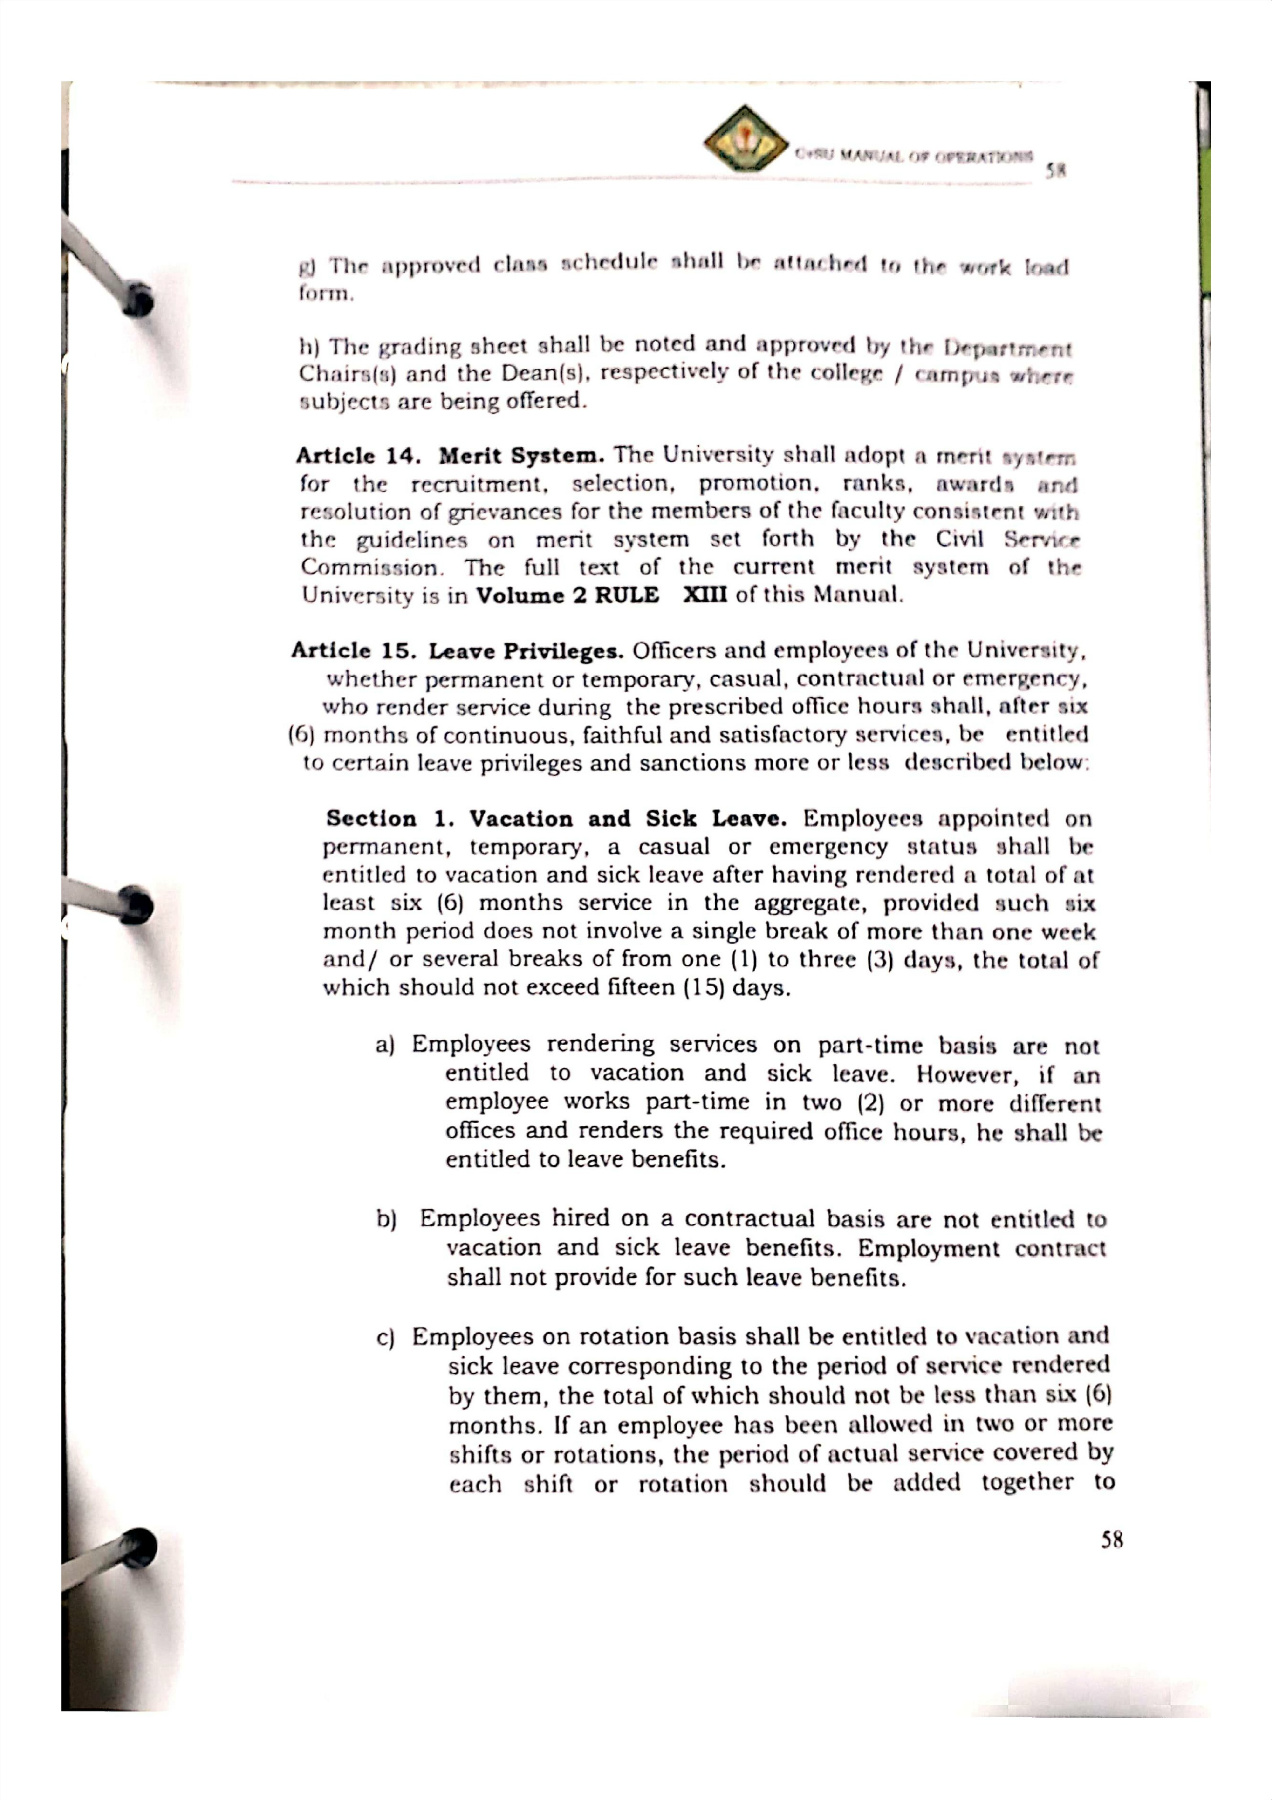 CvSU MANUAL OF OPERATIONS
58
g) The approved class schedule shall be attached to the work load
form.
h) The grading sheet shall be noted and approved by the Department
Chairs(s) and the Dean(s), respectively of the college / campus where
subjects are being offered.
Article 14. Merit System. The University shall adopt a merit system
for the recruitment, selection, promotion, ranks, awards and
resolution of grievances for the members of the faculty consistent with
the guidelines on merit system set forth by the Civil Service
Commission. The full text of the current merit system of the
University is in Volume 2 RULE XIII of this Manual.
Article 15. Leave Privileges. Officers and employees of the University,
whether permanent or temporary, casual, contractual or emergency,
who render service during the prescribed office hours shall, after six
(6) months of continuous, faithful and satisfactory services, be entitled
to certain leave privileges and sanctions more or less described below:
Section 1. Vacation and Sick Leave. Employees appointed on
permanent, temporary, a casual or emergency status shall be
entitled to vacation and sick leave after having rendered a total of at
least six (6) months service in the aggregate, provided such six
month period does not involve a single break of more than one week
and/ or several breaks of from one (1) to three (3) days, the total of
which should not exceed fifteen (15) days.
a) Employees rendering services on part-time basis are not
entitled to vacation and sick leave. However, if an
employee works part-time in two (2) or more different
offices and renders the required office hours, he shall be
entitled to leave benefits.
b) Employees hired on a contractual basis are not entitled to
vacation and sick leave benefits. Employment contract
shall not provide for such leave benefits.
c) Employees on rotation basis shall be entitled to vacation and
sick leave corresponding to the period of service rendered
by them, the total of which should not be less than six (6)
months. If an employee has been allowed in two or more
shifts or rotations, the period of actual service covered by
each shift or rotation should be added together to
58